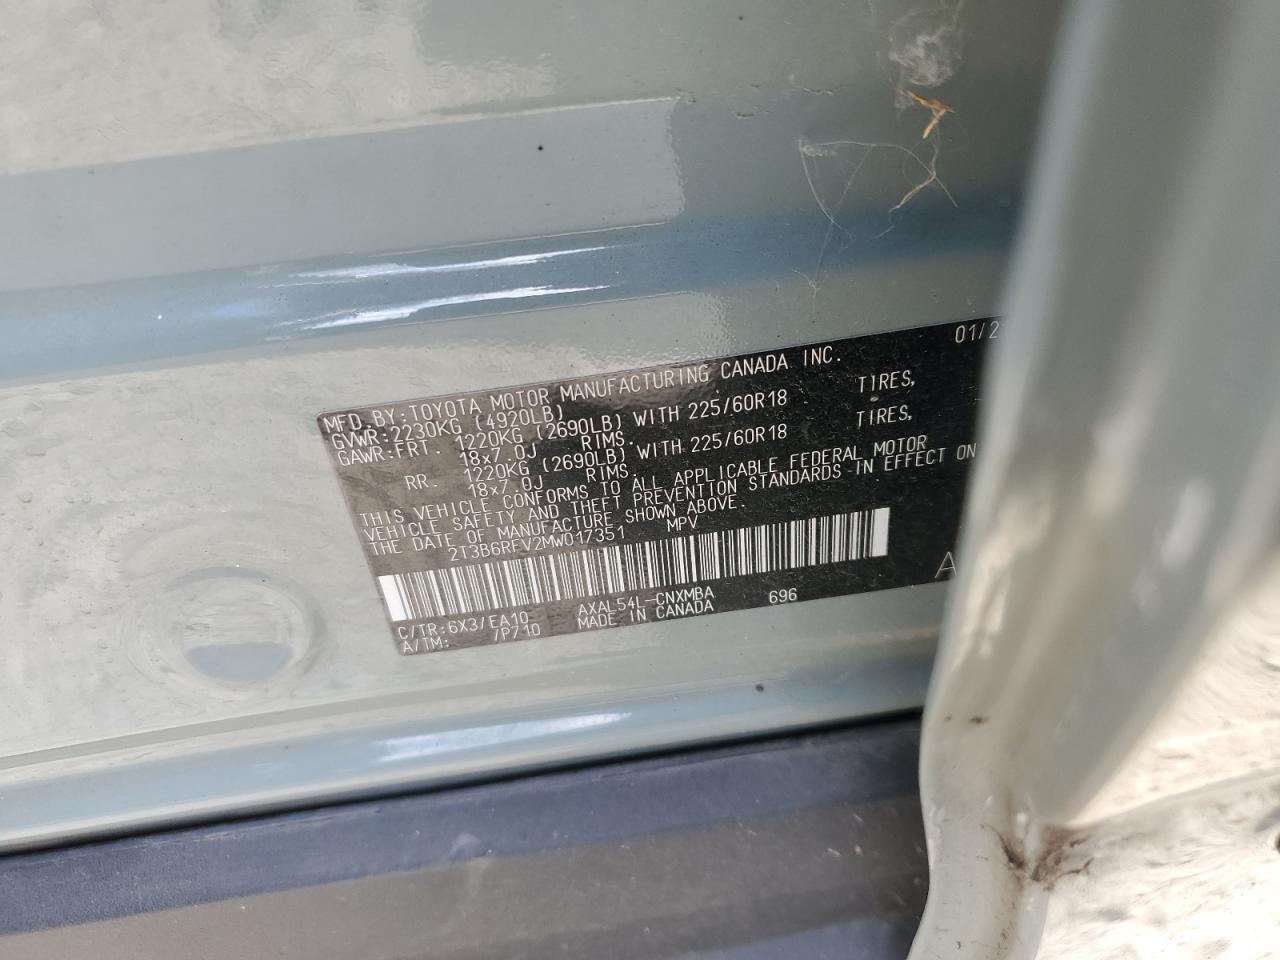 01/2
MFD. BY: TOYOTA MOTOR MANUFACTURING CANADA INC.
GVWR: 2230KG (4920LB)
GAWR: FRT. 1220KG (2690LB) WITH 225/60R18 TIRES,
18x7.0J RIMS.
RR. 1220KG (2690LB) WITH 225/60R18 TIRES,
18x7.0J RIMS.
THIS VEHICLE CONFORMS TO ALL APPLICABLE FEDERAL MOTOR
VEHICLE SAFETY AND THEFT PREVENTION STANDARDS IN EFFECT ON
THE DATE OF MANUFACTURE SHOWN ABOVE.
2T3B6RFV2MW017351 MPV
A
C/TR: 6X3/EA10 AXAL54L-CNXMBA 696
A/TM: /P710 MADE IN CANADA